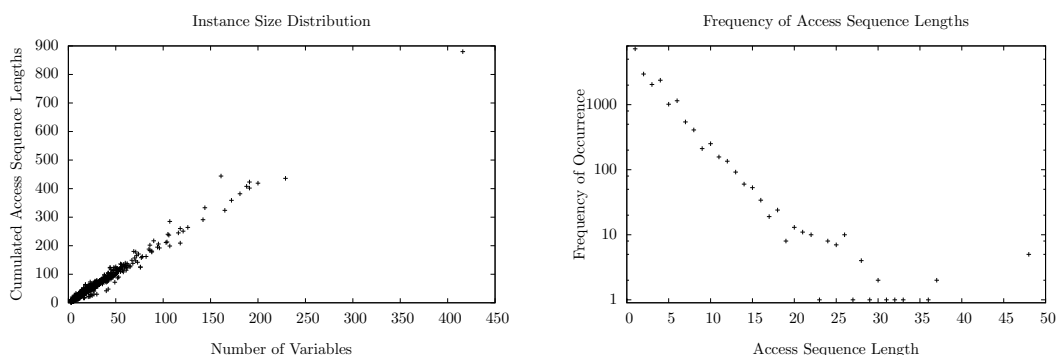 Instance Size Distribution
Cumulated Access Sequence Lengths
900
800
700
600
500
400
300
200
100
0
0 50 100 150 200 250 300 350 400 450
Number of Variables
Frequency of Access Sequence Lengths
Frequency of Occurrence
1000
100
10
1
0 5 10 15 20 25 30 35 40 45 50
Access Sequence Length